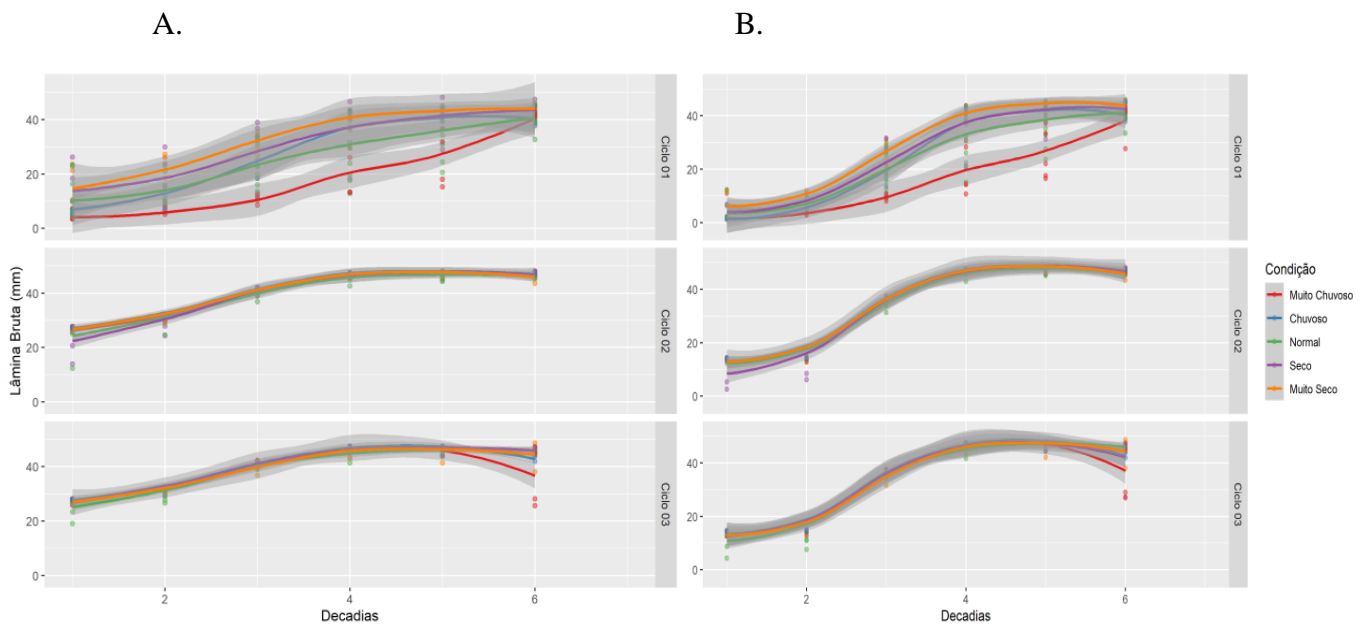 A.
B.
Lâmina Bruta (mm)
40
20
0
Ciclo 01
40
20
0
Ciclo 02
40
20
0
Ciclo 03
2
4
6
Decadias
40
20
0
Ciclo 01
40
20
0
Ciclo 02
40
20
0
Ciclo 03
2
4
6
Decadias
Condição
Muito Chuvoso
Chuvoso
Normal
Seco
Muito Seco